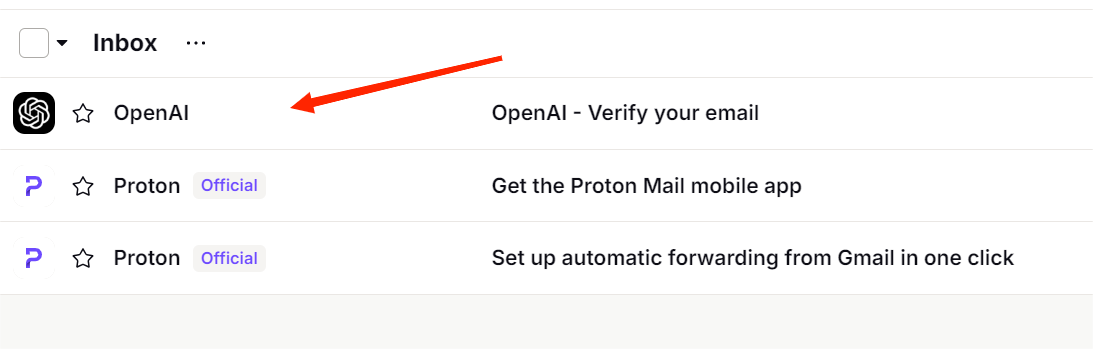 Inbox ...
OpenAI OpenAI - Verify your email
Proton Official Get the Proton Mail mobile app
Proton Official Set up automatic forwarding from Gmail in one click